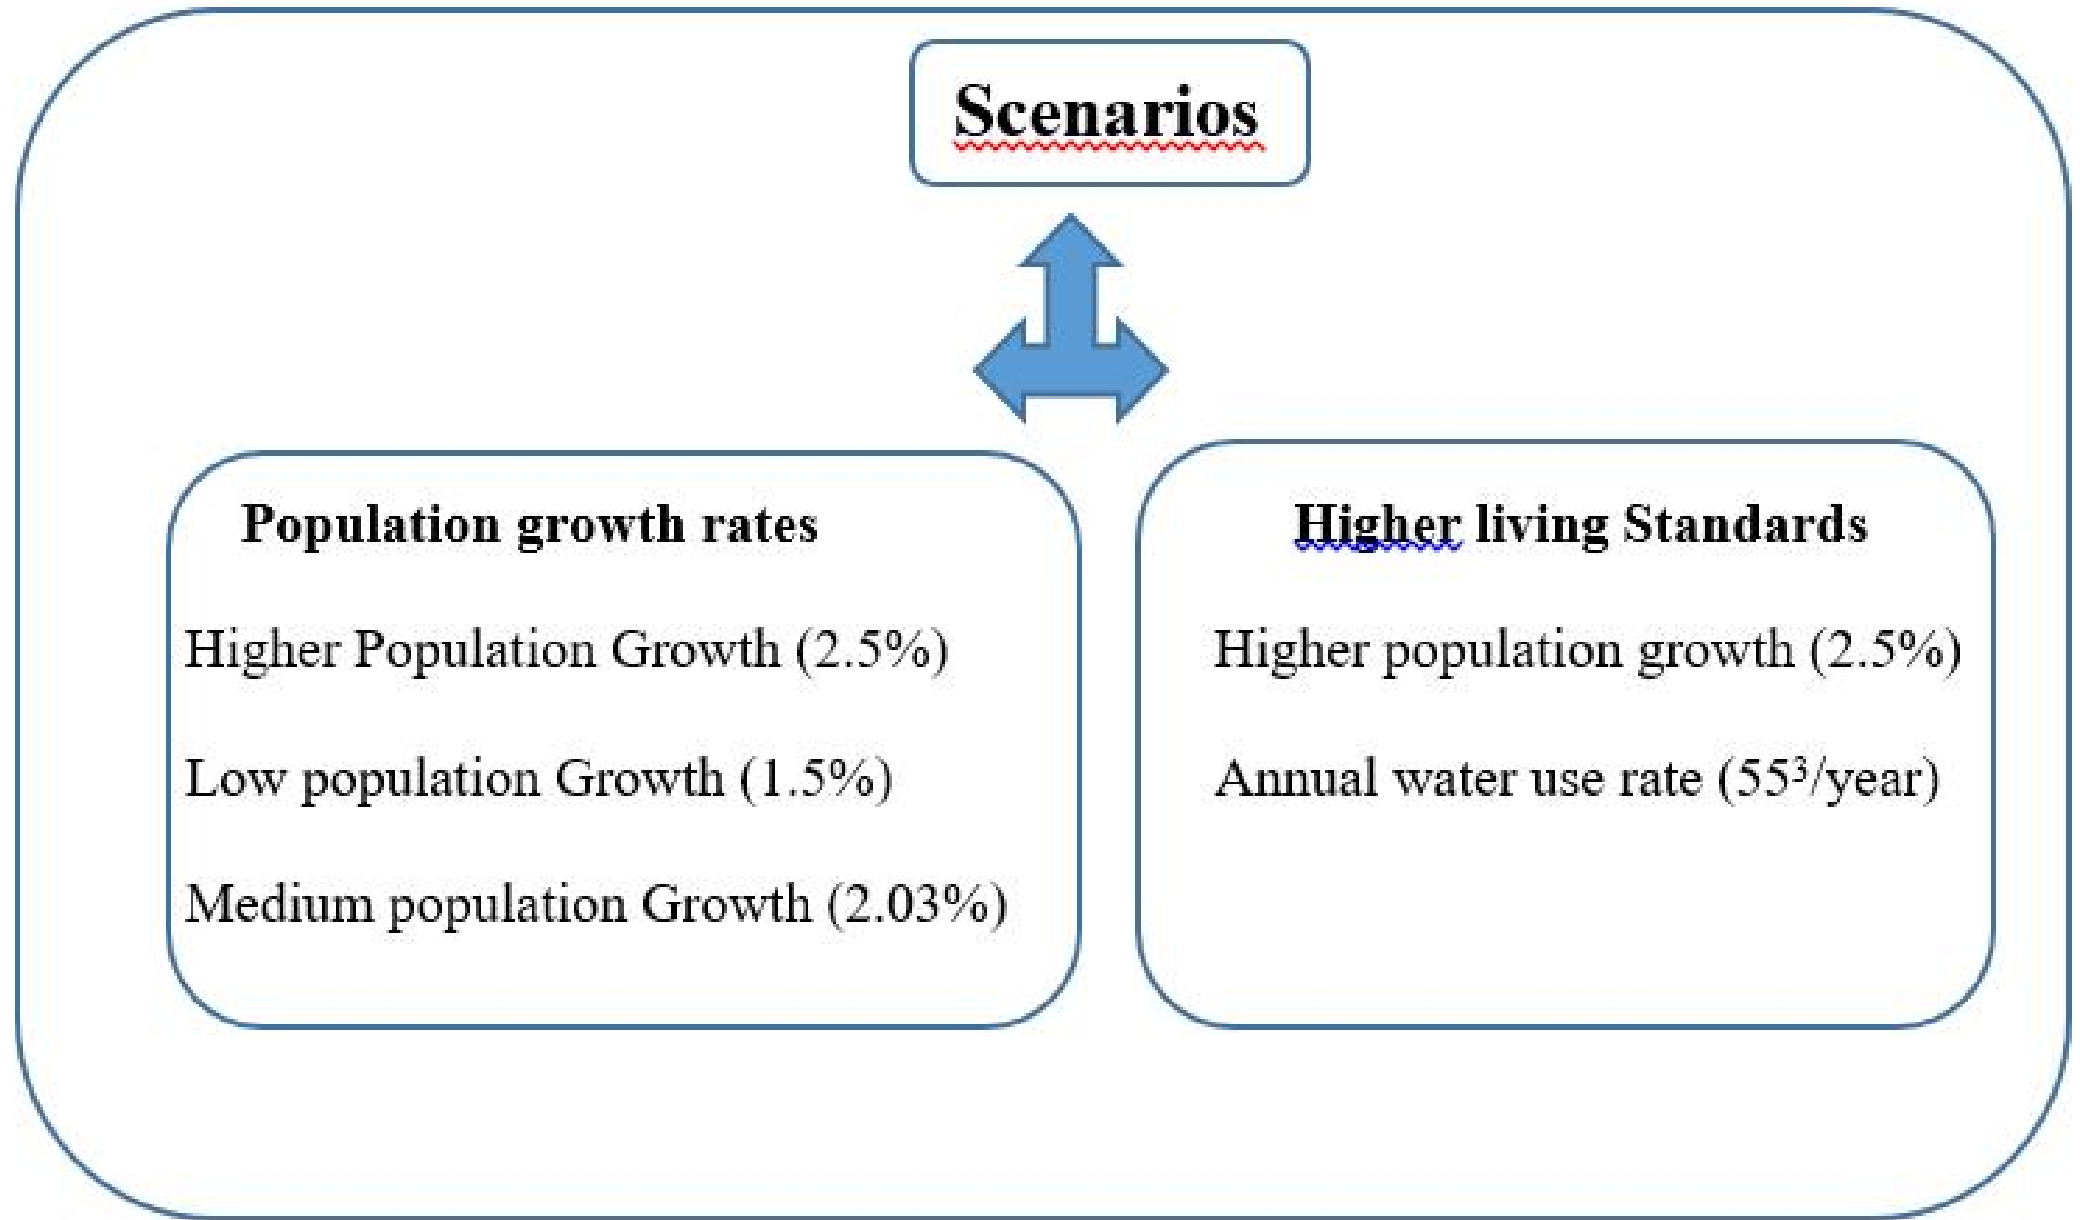 Scenarios
Population growth rates
Higher Population Growth (2.5%)
Low population Growth (1.5%)
Medium population Growth (2.03%)
Higher living Standards
Higher population growth (2.5%)
Annual water use rate (55³/year)